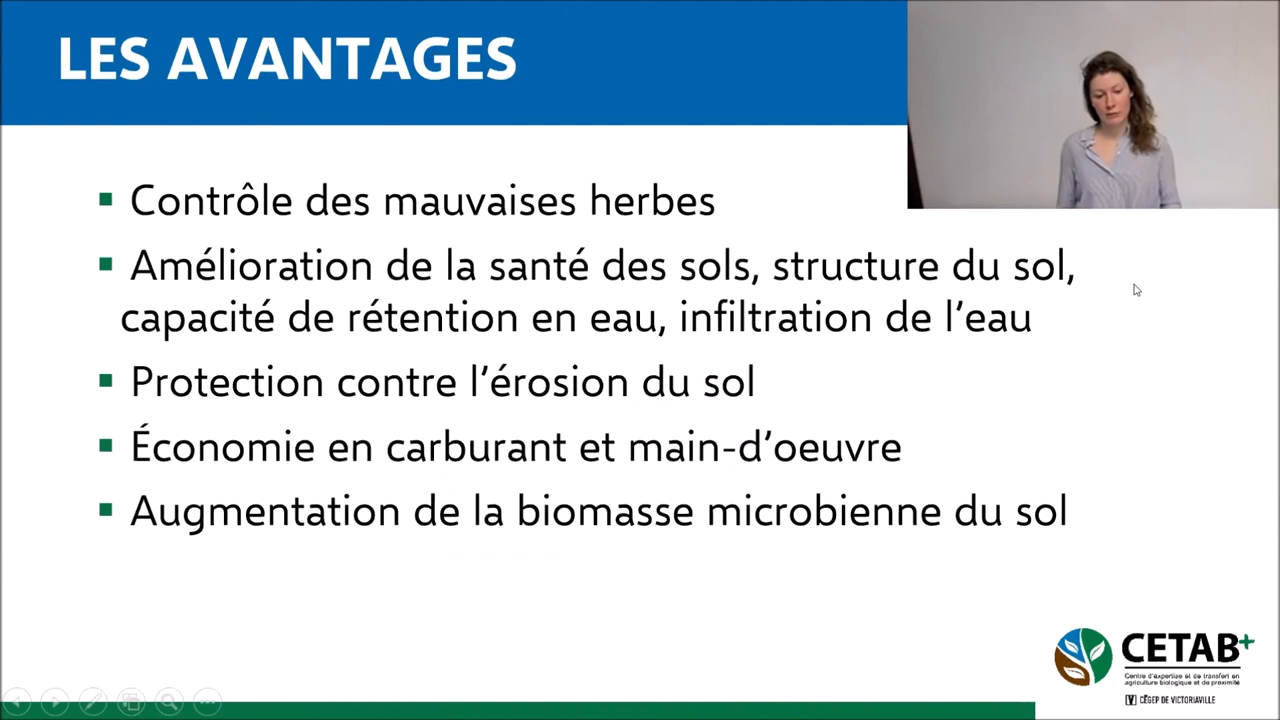 LES AVANTAGES
Contrôle des mauvaises herbes
Amélioration de la santé des sols, structure du sol,
capacité de rétention en eau, infiltration de l’eau
Protection contre l’érosion du sol
Économie en carburant et main-d’oeuvre
Augmentation de la biomasse microbienne du sol
CETAB+
Centre d'expertise et de transfert en
agriculture biologique et de proximité
CÉGEP DE VICTORIAVILLE